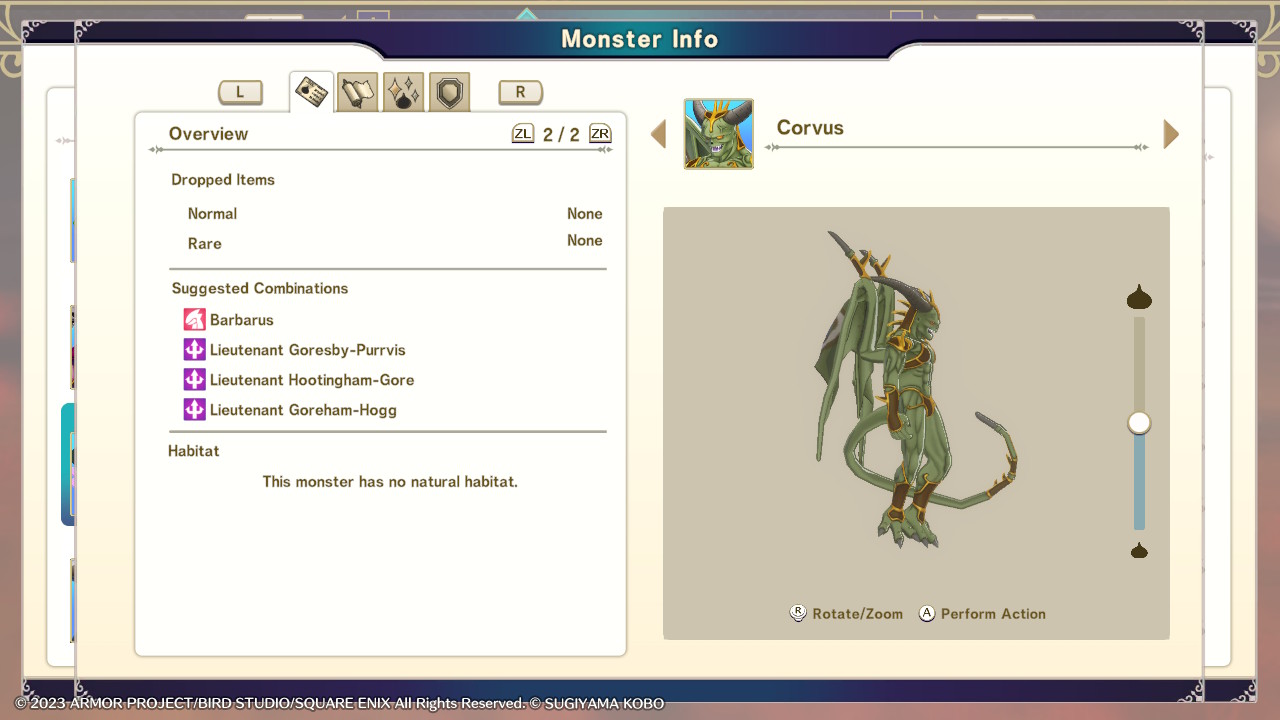 Monster Info
L
R
Overview
ZL 2 / 2 ZR
Corvus
Dropped Items
Normal None
Rare None
Suggested Combinations
Barbarus
Lieutenant Goresby-Purrvis
Lieutenant Hootingham-Gore
Lieutenant Goreham-Hogg
Habitat
This monster has no natural habitat.
R Rotate/Zoom A Perform Action
© 2023 ARMOR PROJECT/BIRD STUDIO/SQUARE ENIX All Rights Reserved. © SUGIYAMA KOBO